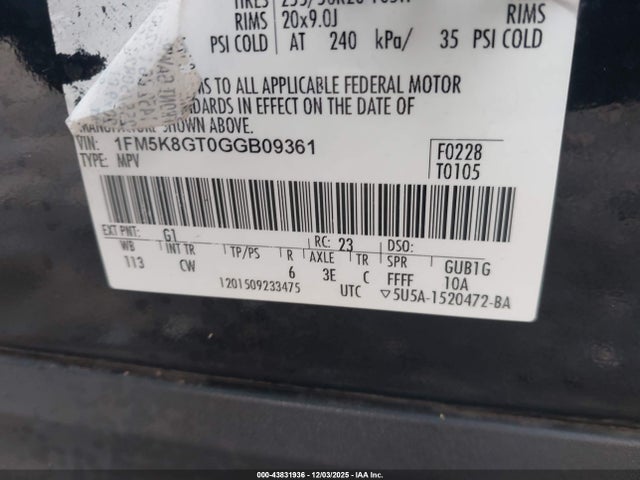 RIMS 20x9.0J RIMS
PSI COLD AT 240 kPa/ 35 PSI COLD
MS TO ALL APPLICABLE FEDERAL MOTOR
STANDARDS IN EFFECT ON THE DATE OF
MANUFACTURE SHOWN ABOVE.
VIN: 1FM5K8GT0GGB09361 F0228
TYPE: MPV T0105
EXT PNT: G1 RC: 23 DSO:
WB INT TR TP/PS R AXLE TR SPR GUB1G
113 CW 6 3E C FFFF 10A
1201509233475 UTC ▽5U5A-1520472-BA
000-43831936 | 12/03/2025 | IAA Inc.